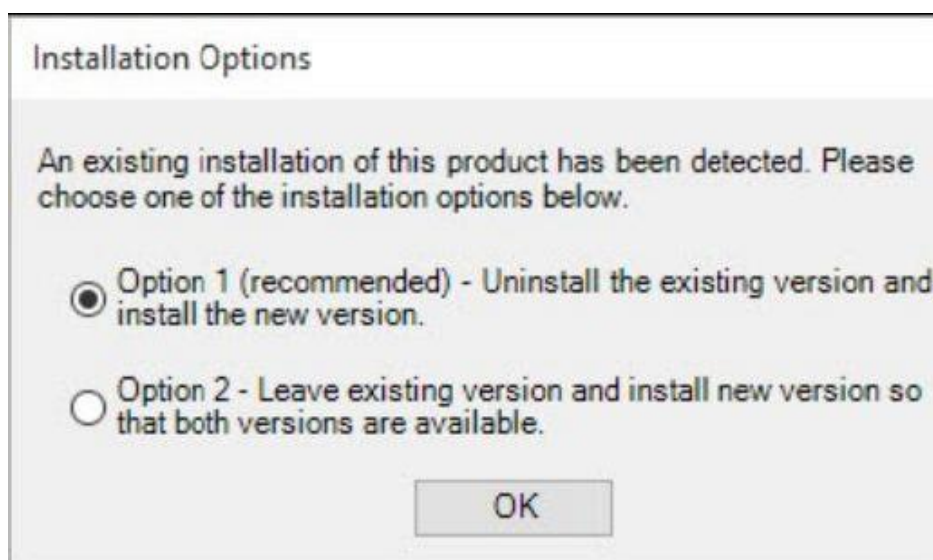 Installation Options
An existing installation of this product has been detected. Please
choose one of the installation options below.
Option 1 (recommended) - Uninstall the existing version and
install the new version.
Option 2 - Leave existing version and install new version so
that both versions are available.
OK